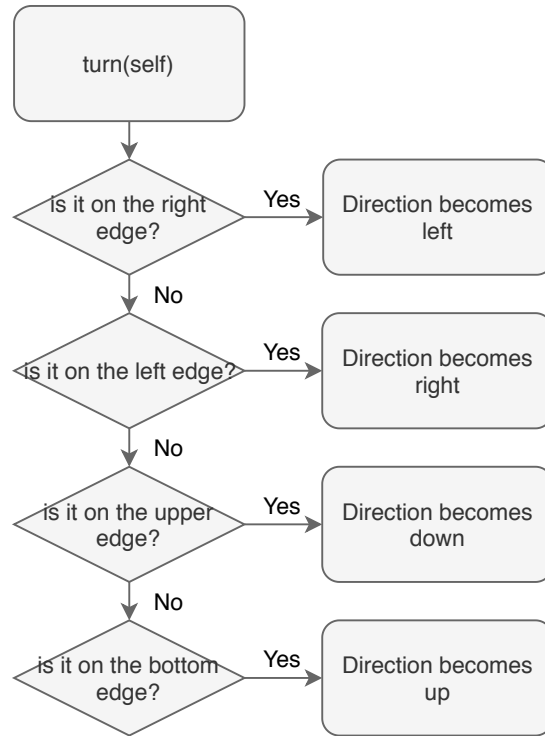 turn(self)
is it on the right
edge?
Yes
Direction becomes
left
No
is it on the left edge?
Yes
Direction becomes
right
No
is it on the upper
edge?
Yes
Direction becomes
down
No
is it on the bottom
edge?
Yes
Direction becomes
up